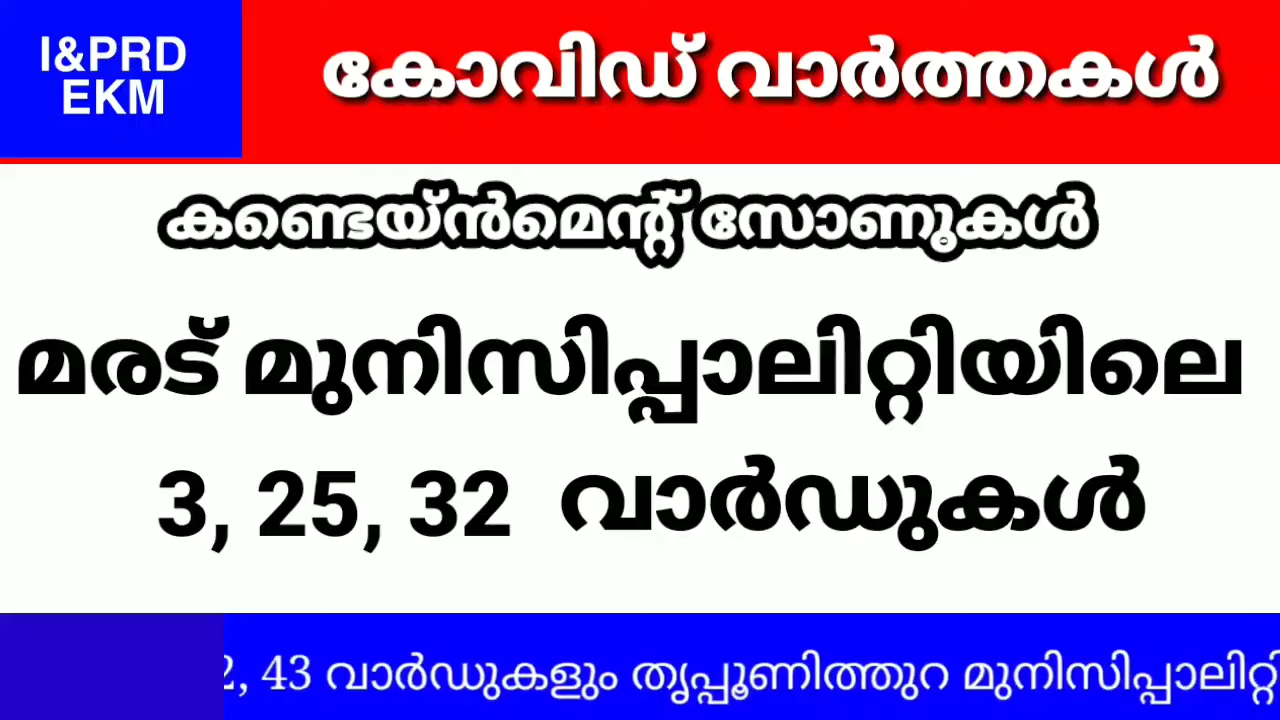 I&PRD
EKM
കോവിഡ് വാർത്തകൾ
കണ്ടെയ്ൻമെന്റ് സോണുകൾ
മരട് മുനിസിപ്പാലിറ്റിയിലെ
3, 25, 32 വാർഡുകൾ
43 വാർഡുകളും തൃപ്പൂണിത്തുറ